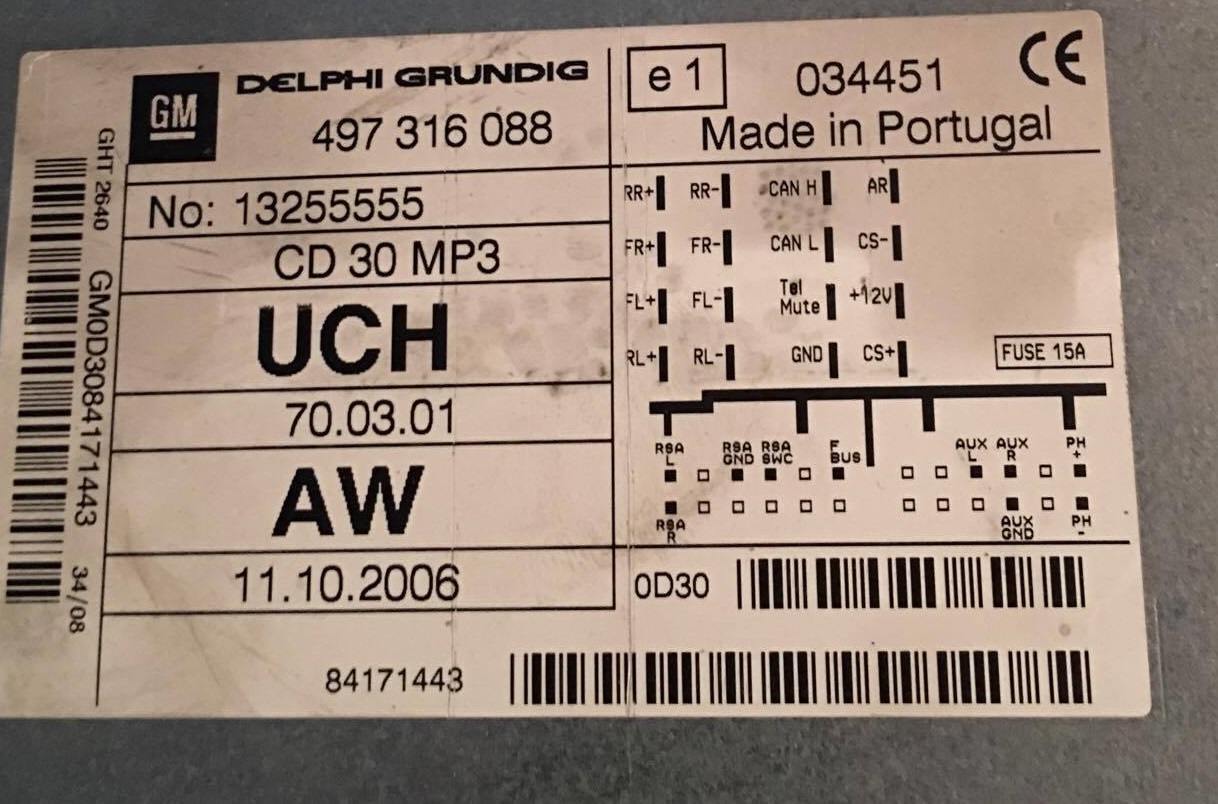 GM
DELPHI GRUNDIG
497 316 088
No: 13255555
CD 30 MP3
UCH
70.03.01
AW
11.10.2006
84171443
GHT 2640 GM0D3084171443 34/08
e 1 034451 CE
Made in Portugal
RR+ RR- CAN H AR
FR+ FR- CAN L CS-
FL+ FL- Tel Mute +12V
RL+ RL- GND CS+
FUSE 15A
RSA L RSA GND RSA SWC E BUS AUX L AUX R PH +
RSA R AUX GND PH -
0D30